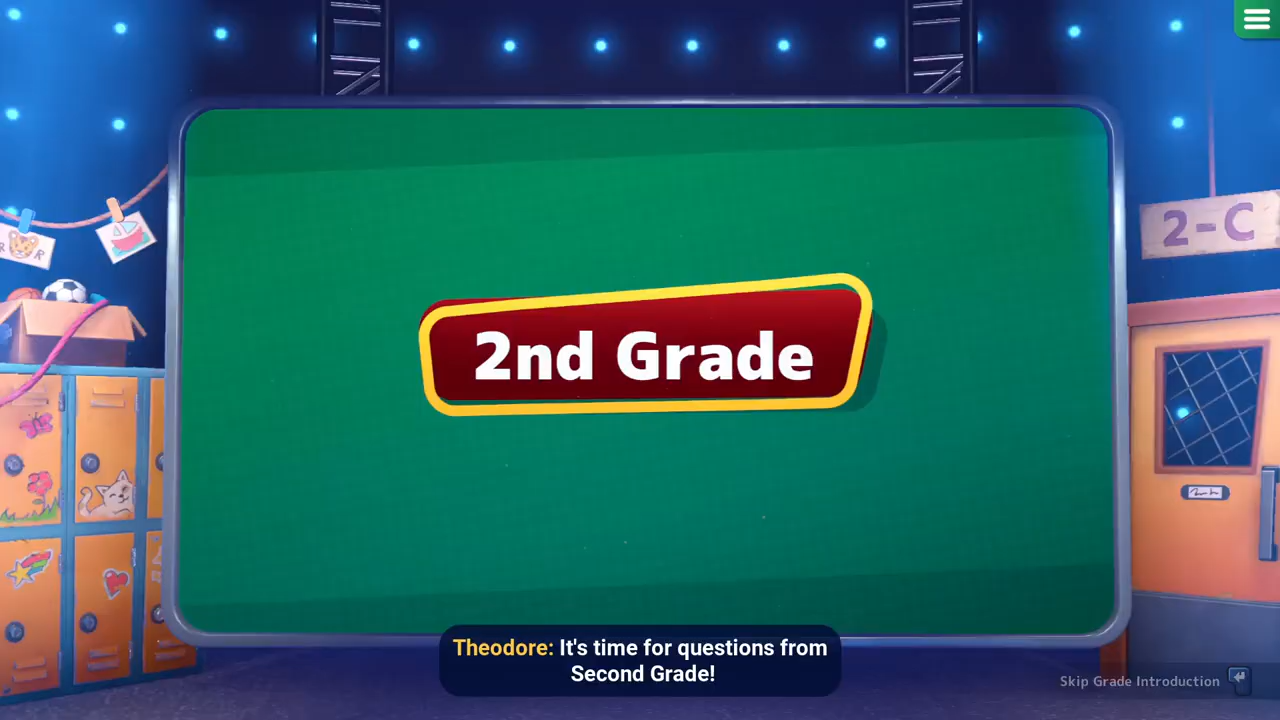 2-C
2nd Grade
Theodore: It's time for questions from
Second Grade!
Skip Grade Introduction